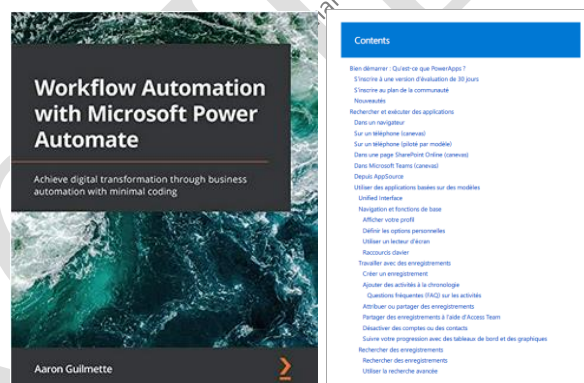 Workflow Automation
with Microsoft Power
Automate
Achieve digital transformation through business
automation with minimal coding
Aaron Guilmette
Contents
Bien démarrer : Qu'est-ce que PowerApps ?
S'inscrire à une version d'évaluation de 30 jours
S'inscrire au plan de la communauté
Nouveautés
Rechercher et exécuter des applications
Dans un navigateur
Sur un téléphone (canevas)
Sur un téléphone (piloté par modèle)
Dans une page SharePoint Online (canevas)
Dans Microsoft Teams (canevas)
Depuis AppSource
Utiliser des applications basées sur des modèles
Unified Interface
Navigation et fonctions de base
Afficher votre profil
Définir les options personnelles
Utiliser un lecteur d'écran
Raccourcis clavier
Travailler avec des enregistrements
Créer un enregistrement
Ajouter des activités à la chronologie
Questions fréquentes (FAQ) sur les activités
Attribuer ou partager des enregistrements
Partager des enregistrements à l'aide d'Access Team
Désactiver des comptes ou des contacts
Suivre votre progression avec des tableaux de bord et des graphiques
Rechercher des enregistrements
Rechercher des enregistrements
Utiliser la recherche avancée